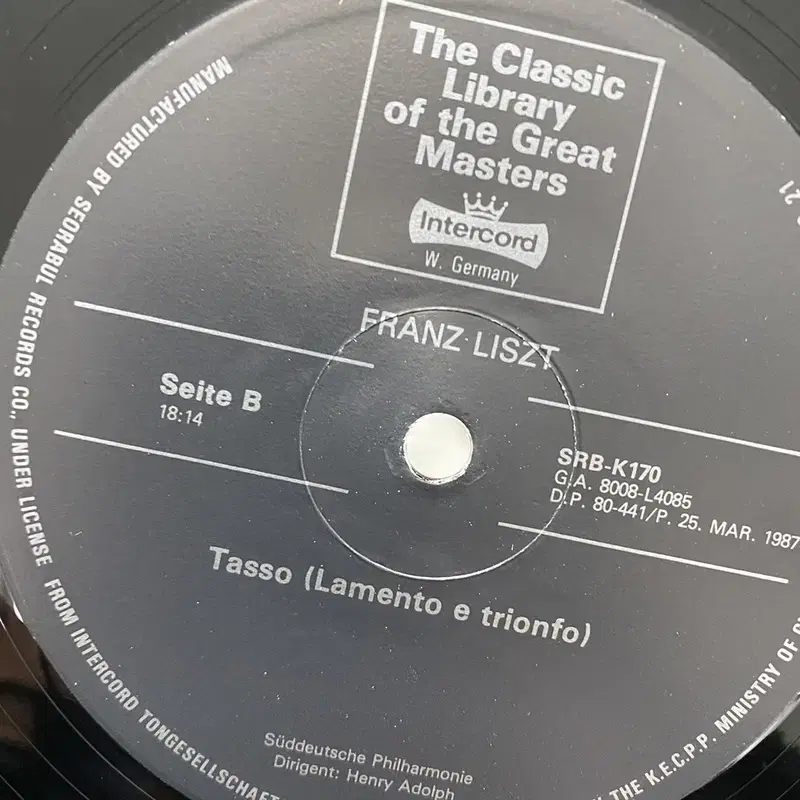 The Classic
Library
of the Great
Masters
Intercord
W. Germany
FRANZ LISZT
Seite B
18:14
SRB-K170
G.A. 8008-L4085
D.P. 80-441/P. 25. MAR. 1987
Tasso (Lamento e trionfo)
Süddeutsche Philharmonie
Dirigent: Henry Adolph
MANUFACTURED BY SEORABUL RECORDS CO., UNDER LICENSE FROM INTERCORD TONGESELLSCHAFT
THE K.E.C.P.P. MINISTRY OF
21